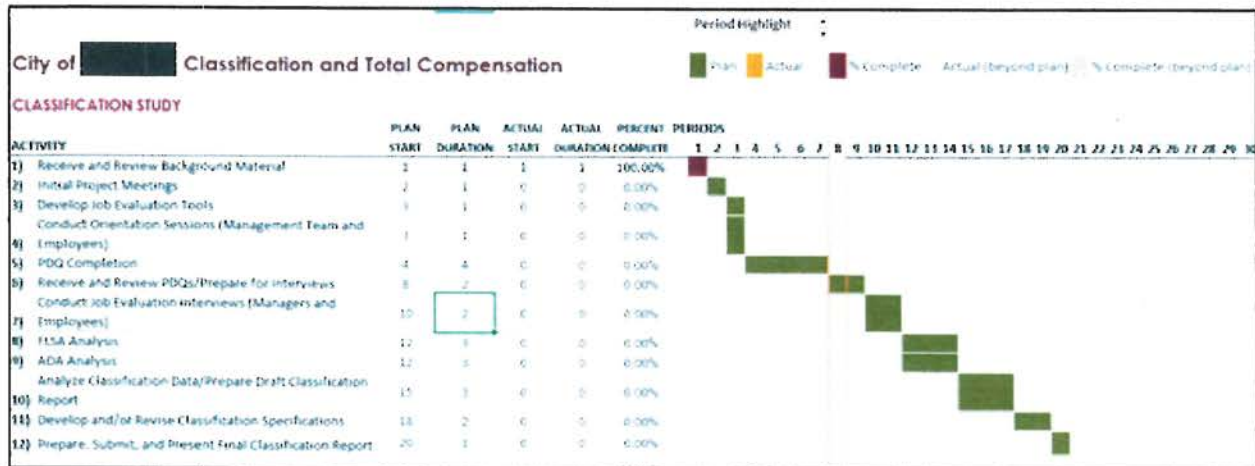 Period Highlight
City of Classification and Total Compensation
Plan Actual % Complete Actual (beyond plan) % Complete (beyond plan)
CLASSIFICATION STUDY
PLAN PLAN ACTUAL ACTUAL PERCENT PERIODS
ACTIVITY START DURATION START DURATION COMPLETE 1 2 3 4 5 6 7 8 9 10 11 12 13 14 15 16 17 18 19 20 21 22 23 24 25 26 27 28 29 30
1) Receive and Review Background Material 1 1 1 1 100.00%
2) Initial Project Meetings 2 1 0 0 0.00%
3) Develop Job Evaluation Tools 3 1 0 0 0.00%
Conduct Orientation Sessions (Management Team and
4) Employees) 3 1 0 0 0.00%
5) PDQ Completion 4 4 0 0 0.00%
6) Receive and Review PDQs/Prepare for Interviews 8 2 0 0 0.00%
Conduct Job Evaluation Interviews (Managers and
7) Employees) 10 2 0 0 0.00%
8) FLSA Analysis 12 3 0 0 0.00%
9) ADA Analysis 12 3 0 0 0.00%
Analyze Classification Data/Prepare Draft Classification
10) Report 15 3 0 0 0.00%
11) Develop and/or Revise Classification Specifications 18 2 0 0 0.00%
12) Prepare, Submit, and Present Final Classification Report 20 1 0 0 0.00%